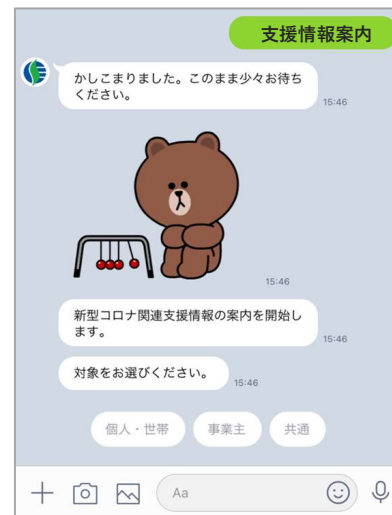 支援情報案内
かしこまりました。このまま少々お待ち
ください。
15:46
15:46
新型コロナ関連支援情報の案内を開始し
ます。
15:46
対象をお選びください。
15:46
個人・世帯
事業主
共通
Aa